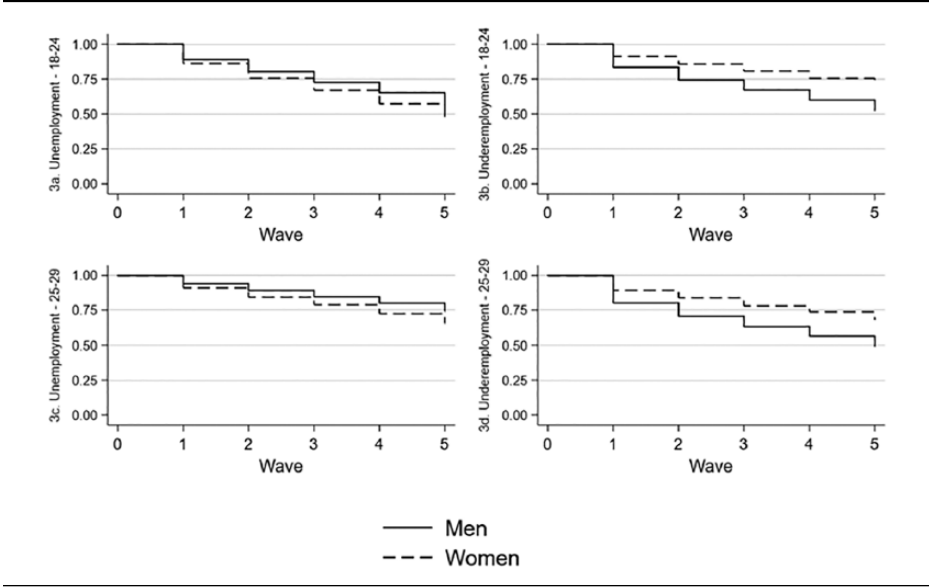 3a. Unemployment - 18-24
1.00
0.75
0.50
0.25
0.00
0 1 2 3 4 5
Wave
3b. Underemployment - 18-24
1.00
0.75
0.50
0.25
0.00
0 1 2 3 4 5
Wave
3c. Unemployment - 25-29
1.00
0.75
0.50
0.25
0.00
0 1 2 3 4 5
Wave
3d. Underemployment - 25-29
1.00
0.75
0.50
0.25
0.00
0 1 2 3 4 5
Wave
Men
Women